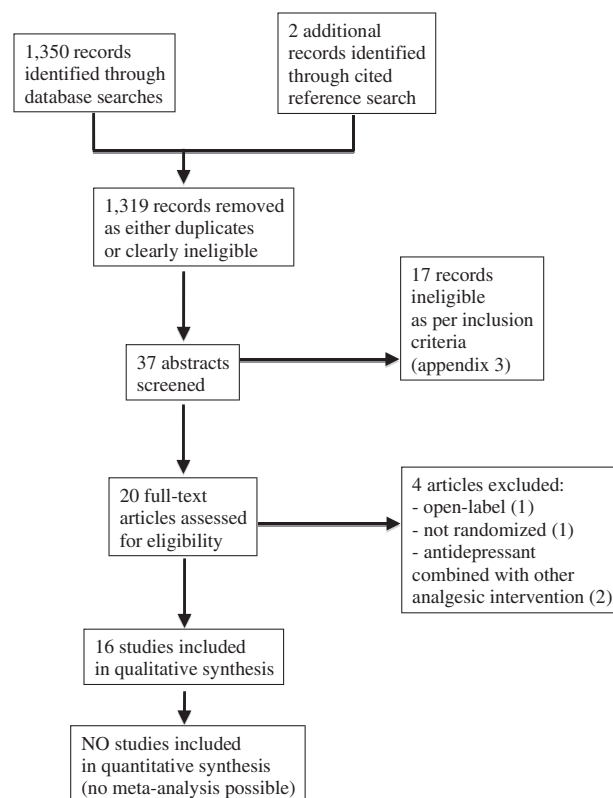 1,350 records
identified through
database searches
2 additional
records identified
through cited
reference search
1,319 records removed
as either duplicates
or clearly ineligible
17 records
ineligible
as per inclusion
criteria
(appendix 3)
37 abstracts
screened
20 full-text
articles assessed
for eligibility
4 articles excluded:
- open-label (1)
- not randomized (1)
- antidepressant
combined with other
analgesic intervention (2)
16 studies included
in qualitative synthesis
NO studies included
in quantitative synthesis
(no meta-analysis possible)